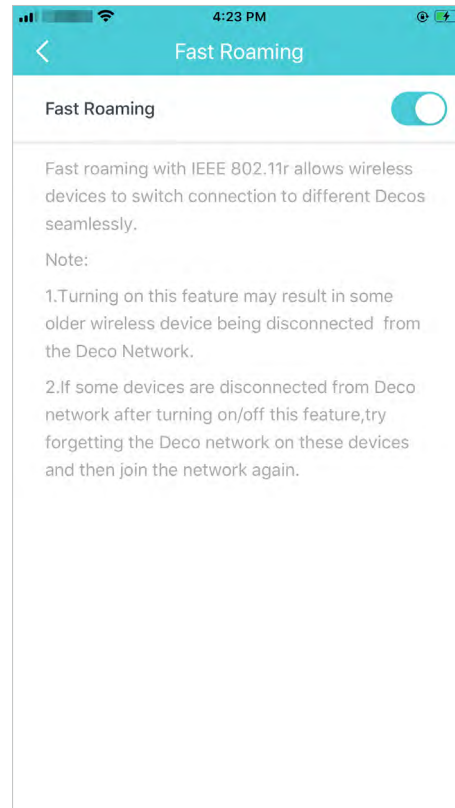 4:23 PM
Fast Roaming
Fast Roaming
Fast roaming with IEEE 802.11r allows wireless
devices to switch connection to different Decos
seamlessly.
Note:
1.Turning on this feature may result in some
older wireless device being disconnected from
the Deco Network.
2.If some devices are disconnected from Deco
network after turning on/off this feature,try
forgetting the Deco network on these devices
and then join the network again.